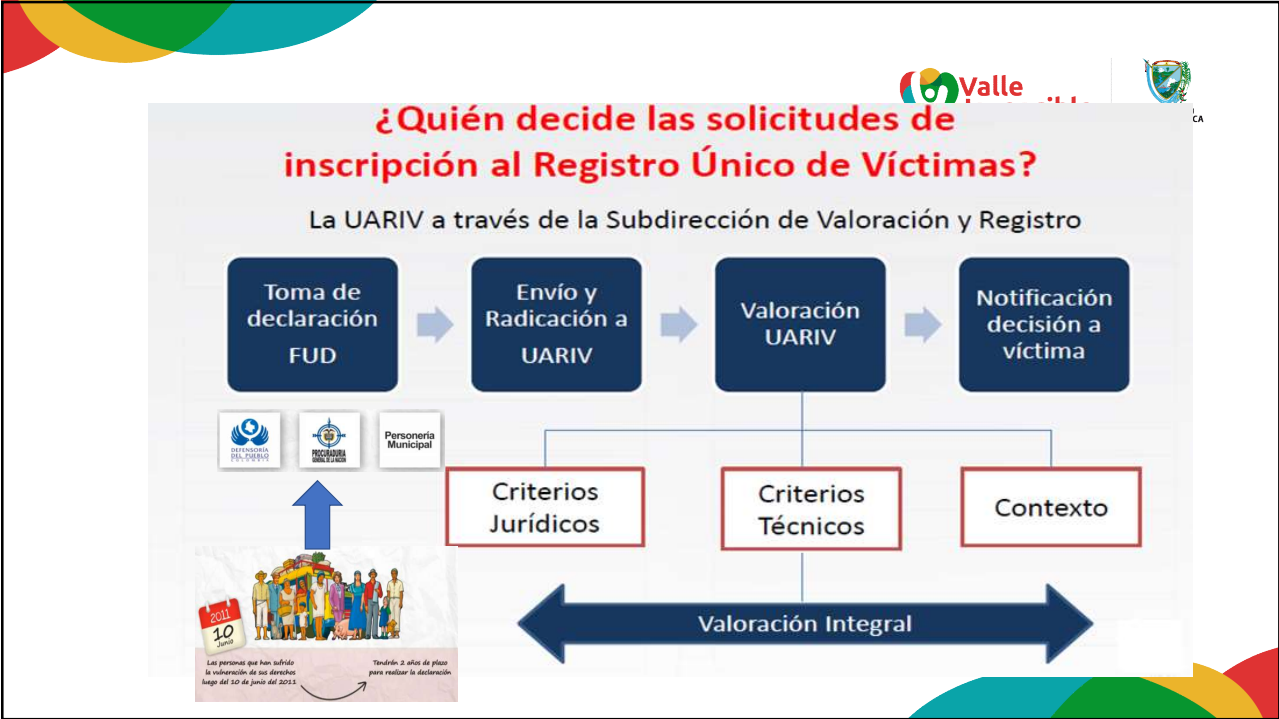 Valle
CA
¿Quién decide las solicitudes de
inscripción al Registro Único de Víctimas?
La UARIV a través de la Subdirección de Valoración y Registro
Toma de
declaración
FUD
Envío y
Radicación a
UARIV
Valoración
UARIV
Notificación
decisión a
víctima
DEFENSORÍA
DEL PUEBLO
COLOMBIA
PROCURADURIA
GENERAL DE LA NACION
Personería
Municipal
Criterios
Jurídicos
Criterios
Técnicos
Contexto
Valoración Integral
2011
10
Junio
Las personas que han sufrido
la vulneración de sus derechos
luego del 10 de junio del 2011
Tendrán 2 años de plazo
para realizar la declaración